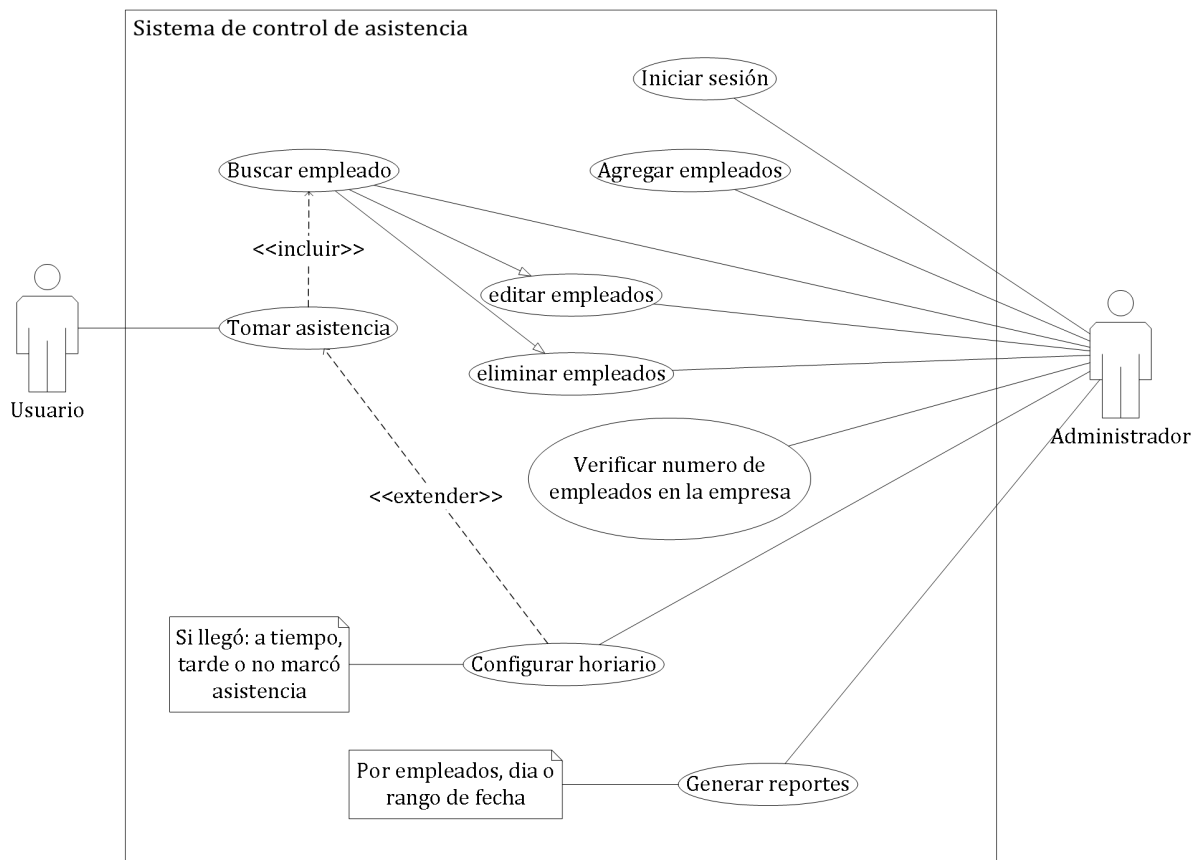 Sistema de control de asistencia
Iniciar sesión
Buscar empleado
Agregar empleados
<<incluir>>
editar empleados
Tomar asistencia
eliminar empleados
Usuario
Administrador
Verificar numero de
empleados en la empresa
<<extender>>
Si llegó: a tiempo,
tarde o no marcó
asistencia
Configurar horiario
Por empleados, dia o
rango de fecha
Generar reportes